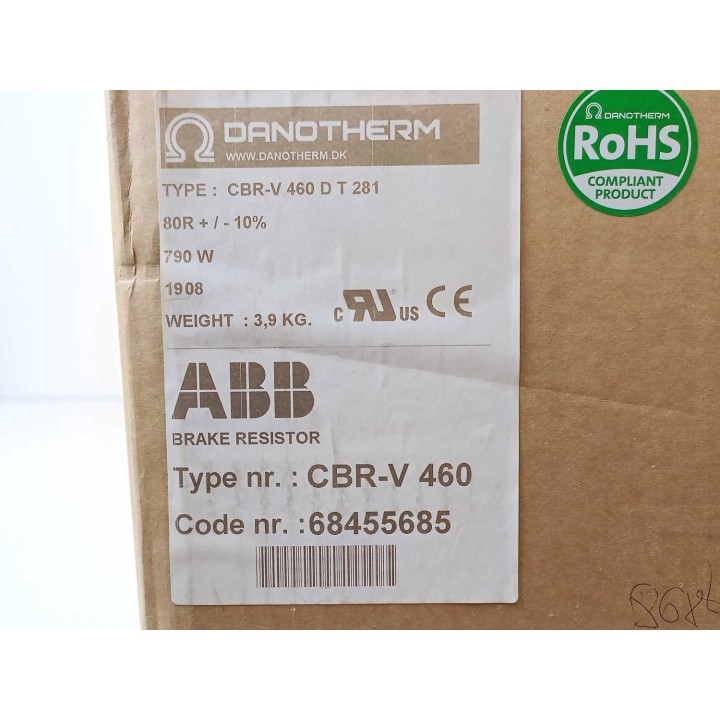 DANOTHERM
WWW.DANOTHERM.DK
TYPE : CBR-V 460 D T 281
80R + / - 10%
790 W
1908
WEIGHT : 3,9 KG.
c RU ® US CE
ABB
BRAKE RESISTOR
Type nr. : CBR-V 460
Code nr. :68455685
DANOTHERM
RoHS
COMPLIANT
PRODUCT